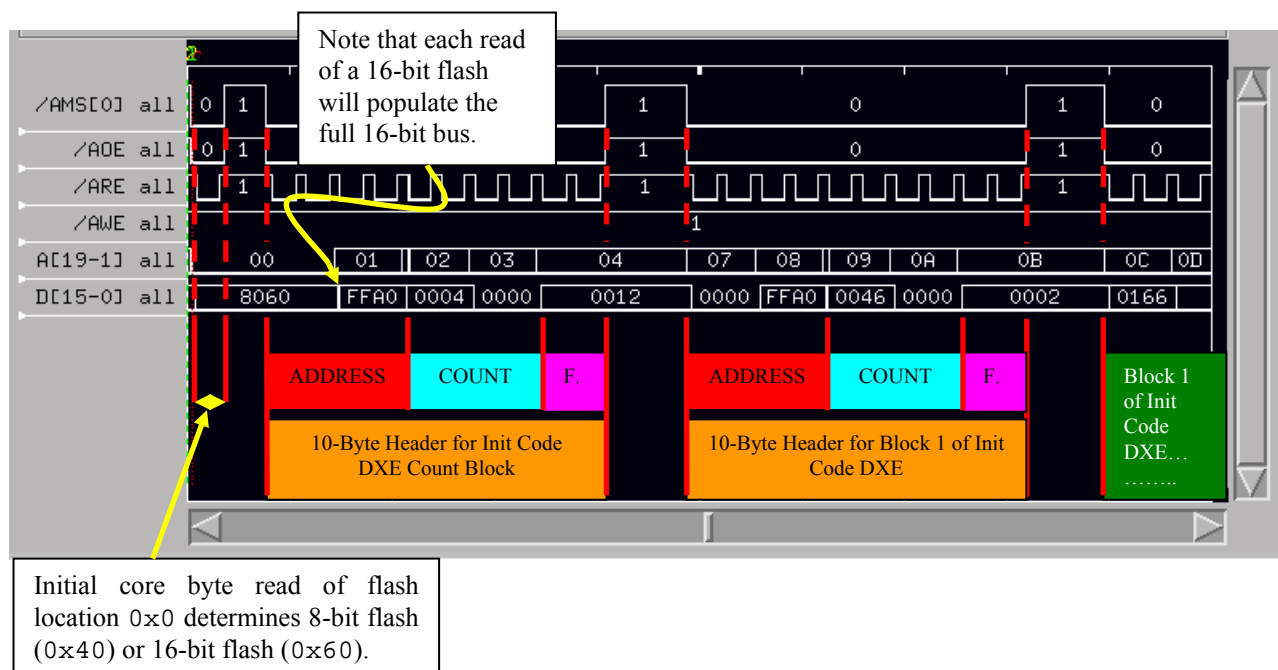 Note that each read
of a 16-bit flash
will populate the
full 16-bit bus.
/AMS[0] all 0 1 1 0 1 0
/AOE all 0 1 1 0 1 0
/ARE all 1 1 1
/AWE all 1
A[19-1] all 00 01 02 03 04 07 08 09 0A 0B 0C 0D
D[15-0] all 8060 FFA0 0004 0000 0012 0000 FFA0 0046 0000 0002 0166
ADDRESS COUNT F. ADDRESS COUNT F.
10-Byte Header for Init Code
DXE Count Block
10-Byte Header for Block 1 of Init
Code DXE
Block 1
of Init
Code
DXE…
……..
Initial core byte read of flash
location 0x0 determines 8-bit flash
(0x40) or 16-bit flash (0x60).